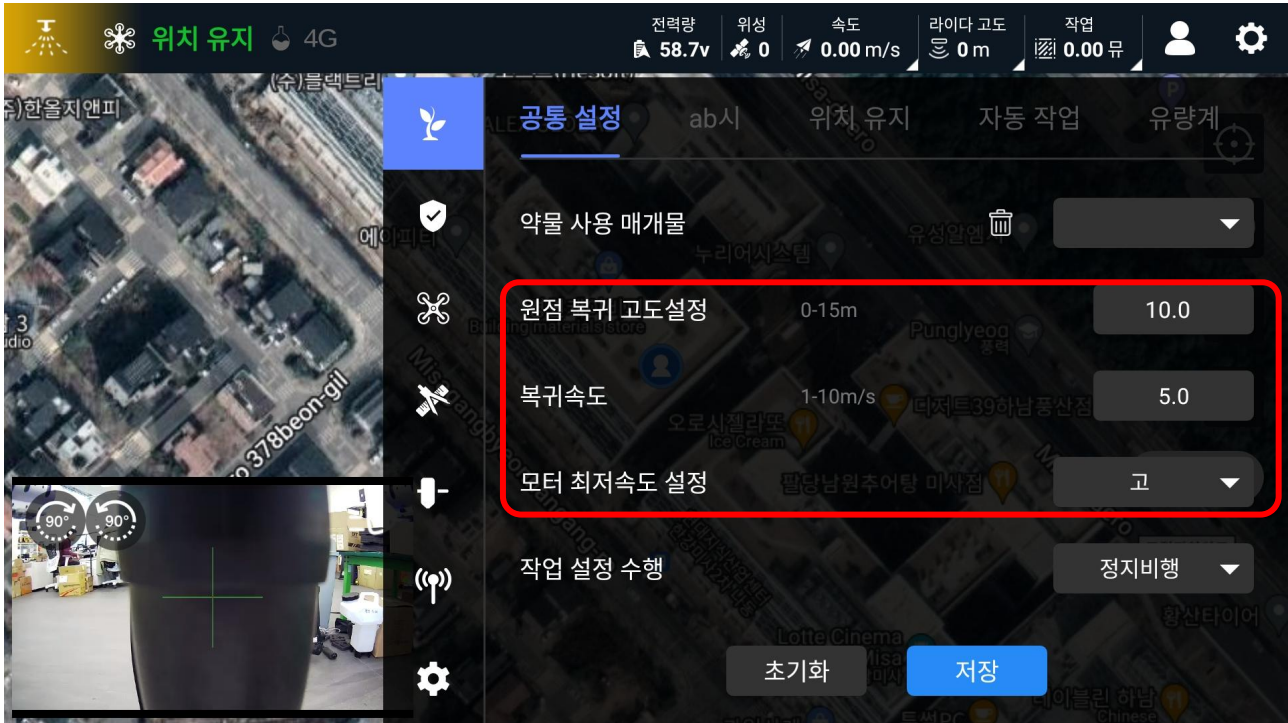 위치 유지
4G
전력량
58.7v
위성
0
속도
0.00 m/s
라이다 고도
0 m
작업
0.00 무
(주)블랙트리
주)한울지앤피
공통 설정
ab시
위치 유지
자동 작업
유량계
약물 사용 매개물
에이피티
누리어시스템
유성알엠
원점 복귀 고도설정
0-15m
10.0
Building materials store
Punglyeog
풍력
복귀속도
1-10m/s
5.0
디저트39하남풍산점
오로시젤라또
Ice Cream
378beon-gil
모터 최저속도 설정
고
팔당남원추어탕 미사점
90°
90°
작업 설정 수행
정지비행
황산타이어
Lotte Cinema
초기화
저장